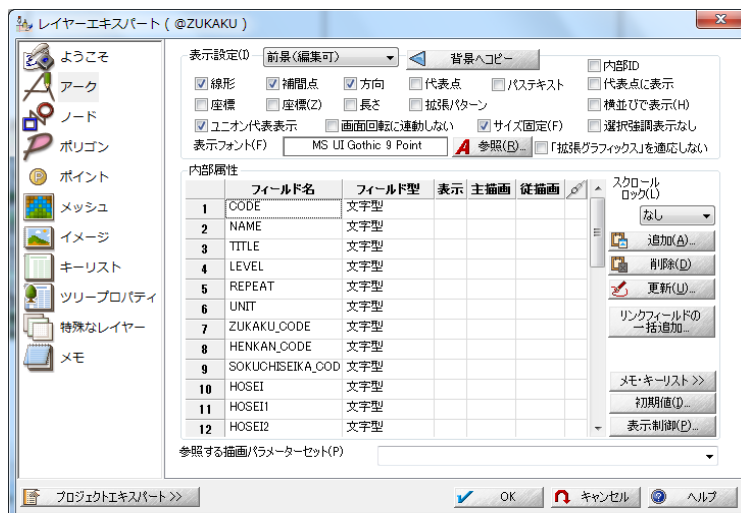 レイヤーエキスパート ( @ZUKAKU )
ようこそ
アーク
ノード
ポリゴン
ポイント
メッシュ
イメージ
キーリスト
ツリープロパティ
特殊なレイヤー
メモ
表示設定(I) 前景(編集可) 背景へコピー 内部ID
線形 補間点 方向 代表点 パステキスト 代表点に表示
座標 座標(Z) 長さ 拡張パターン 横並びで表示(H)
ユニオン代表表示 画面回転に連動しない サイズ固定(F) 選択強調表示なし
表示フォント(F) MS UI Gothic 9 Point 参照(R)... 「拡張グラフィックス」を適応しない
内部属性
フィールド名 フィールド型 表示 主描画 従描画
1 CODE 文字型
2 NAME 文字型
3 TITLE 文字型
4 LEVEL 文字型
5 REPEAT 文字型
6 UNIT 文字型
7 ZUKAKU_CODE 文字型
8 HENKAN_CODE 文字型
9 SOKUCHISEIKA_COD 文字型
10 HOSEI 文字型
11 HOSEI1 文字型
12 HOSEI2 文字型
スクロール
ロック(L)
なし
追加(A)...
削除(D)
更新(U)...
リンクフィールドの
一括追加...
メモ・キーリスト >>
初期値(I)...
表示制御(P)...
参照する描画パラメーターセット(P)
プロジェクトエキスパート >> OK キャンセル ヘルプ